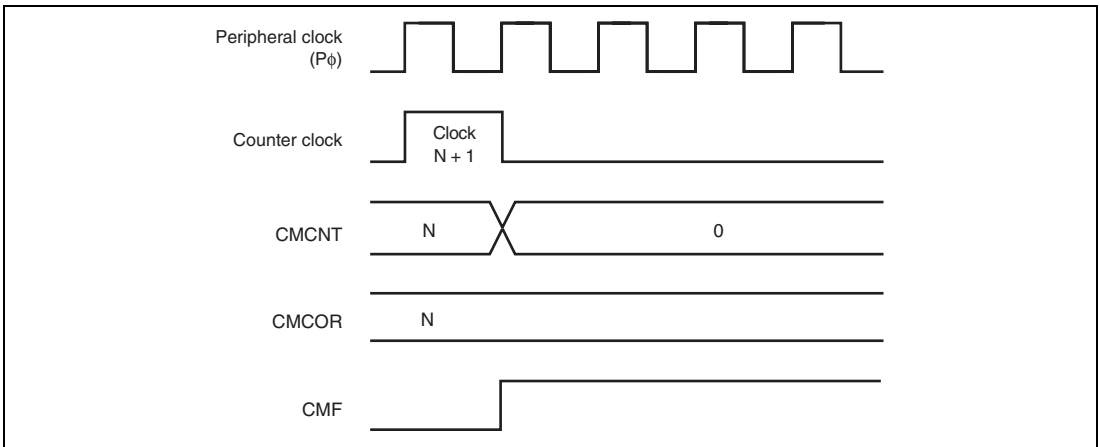 Peripheral clock
(Pφ)
Counter clock
Clock
N + 1
CMCNT
N
0
CMCOR
N
CMF